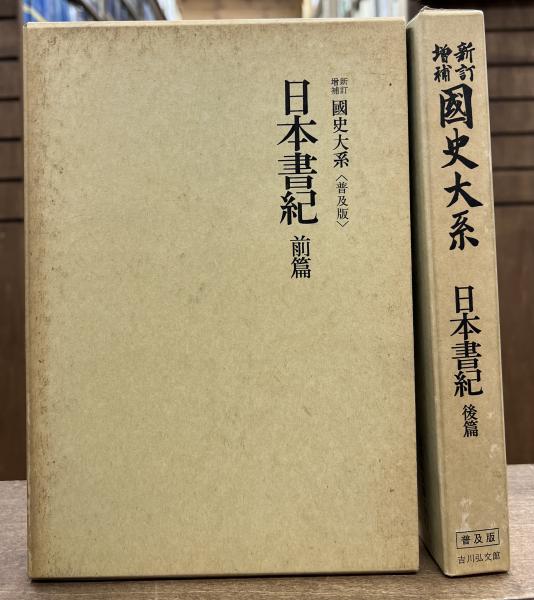 新訂
増補
國史大系〈普及版〉
日本書紀 前篇
新訂
増補
國史大系
日本書紀 後篇
普及版
吉川弘文館